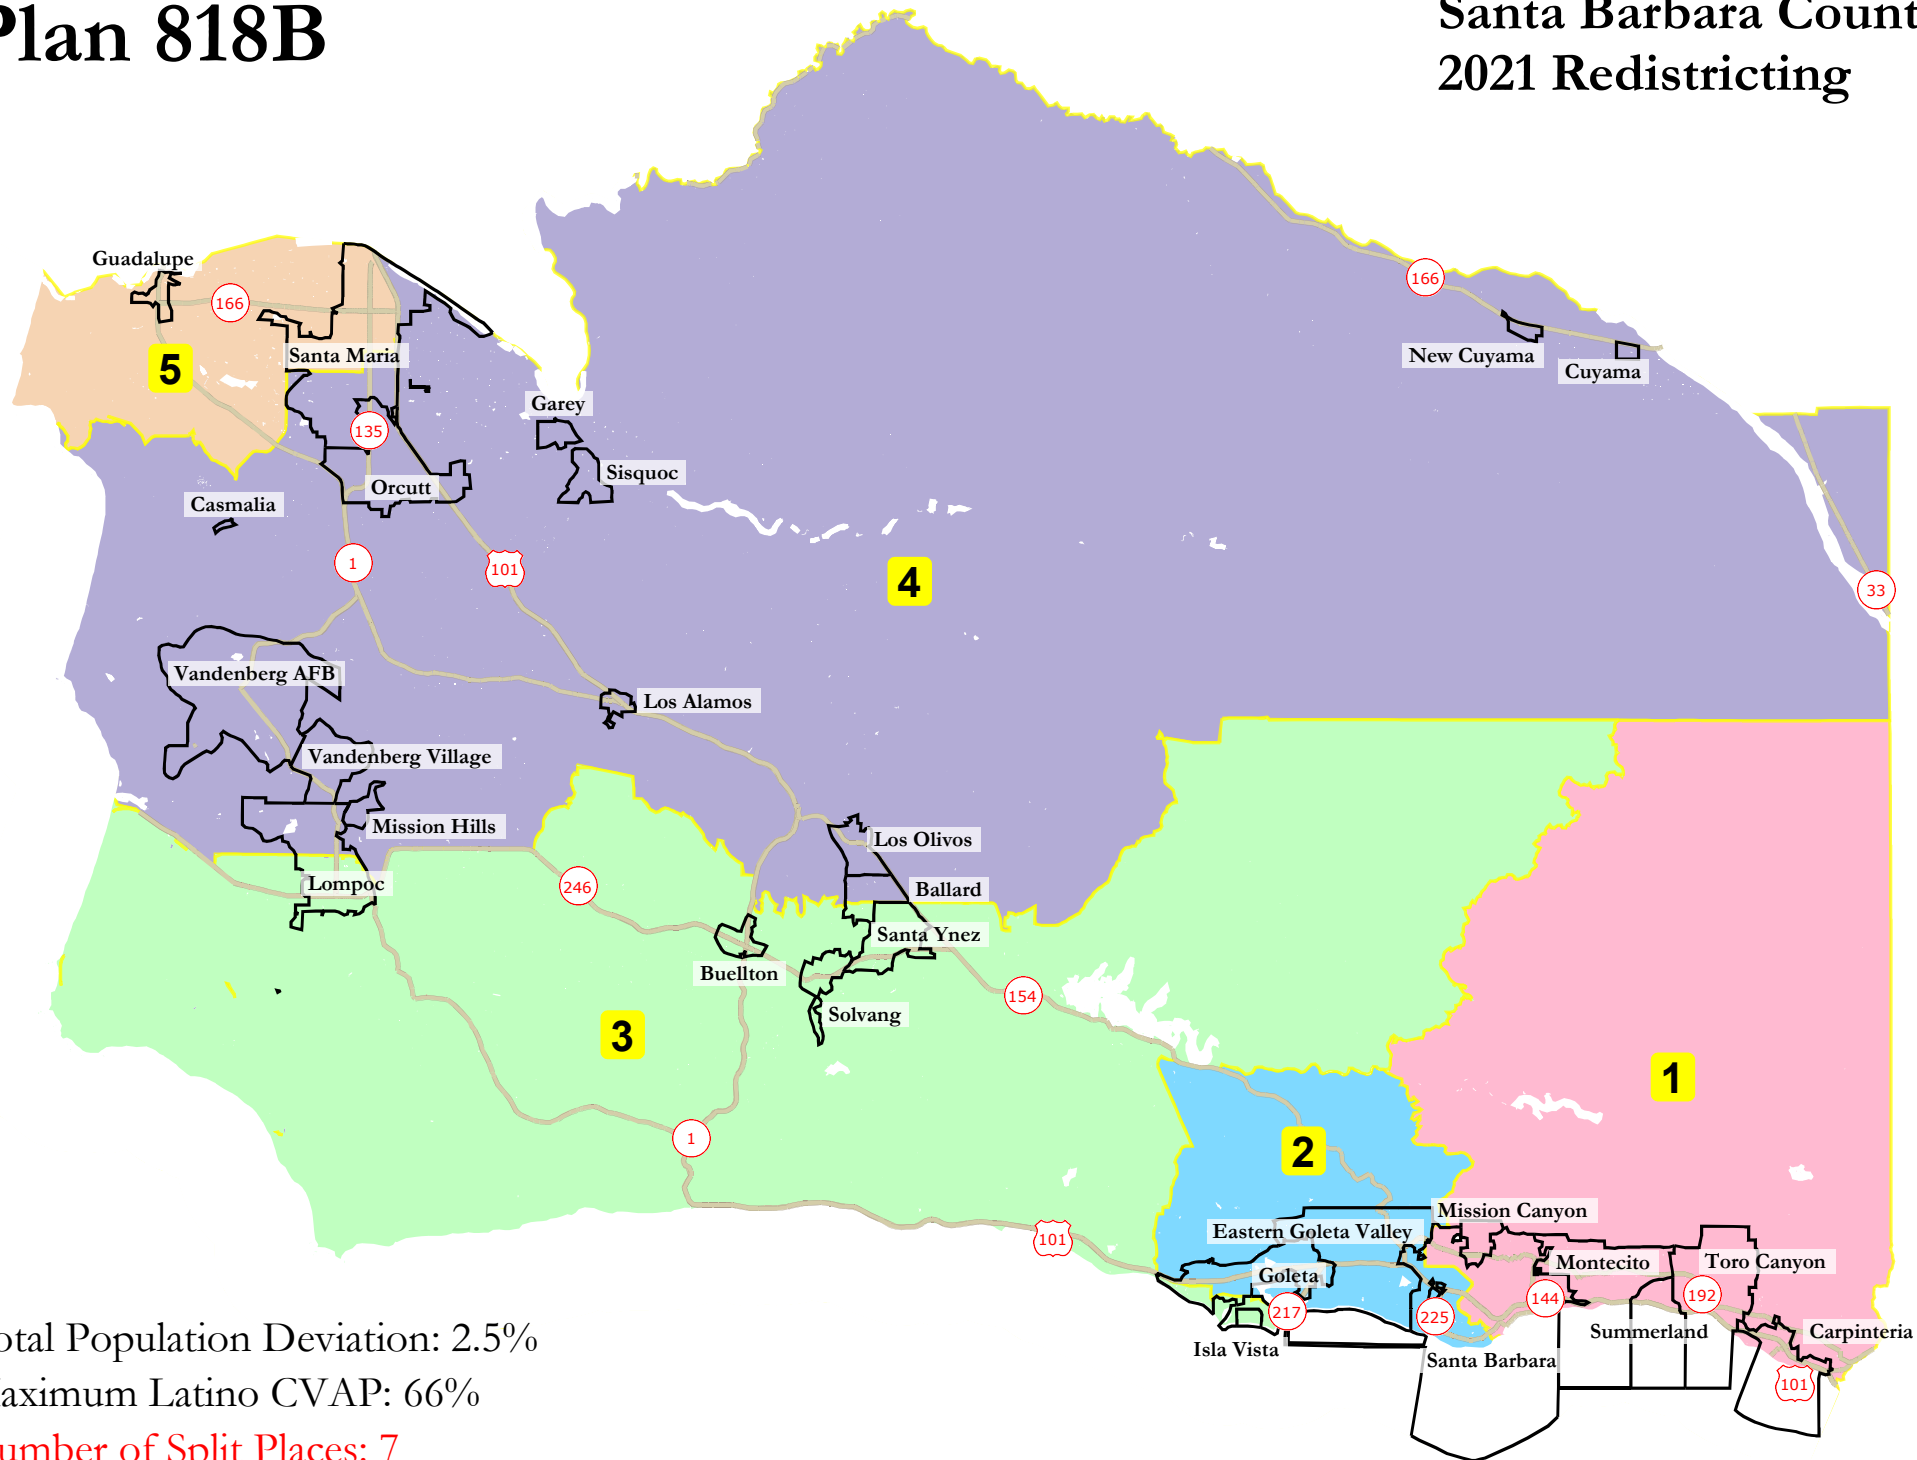 Plan 818B
Santa Barbara Count
2021 Redistricting
166
Guadalupe
166
5
Santa Maria
New Cuyama
Cuyama
Garey
135
Sisquoc
Orcutt
Casmalia
1
101
4
33
Vandenberg AFB
Los Alamos
Vandenberg Village
Mission Hills
Los Olivos
Lompoc
246
Ballard
Santa Ynez
Buellton
154
Solvang
3
1
2
1
Mission Canyon
Eastern Goleta Valley
101
Montecito
Toro Canyon
Goleta
217
225
144
192
Isla Vista
Summerland
Carpinteria
Santa Barbara
101
otal Population Deviation: 2.5%
aximum Latino CVAP: 66%
umber of Split Places: 7